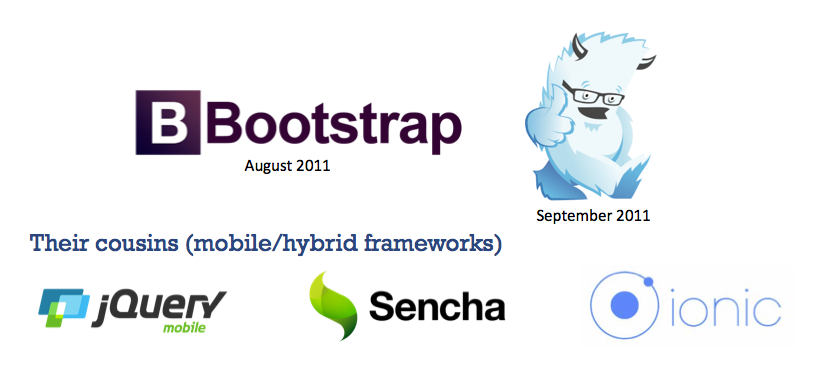 B Bootstrap
August 2011
September 2011
Their cousins (mobile/hybrid frameworks)
jQuery
mobile
Sencha
ionic